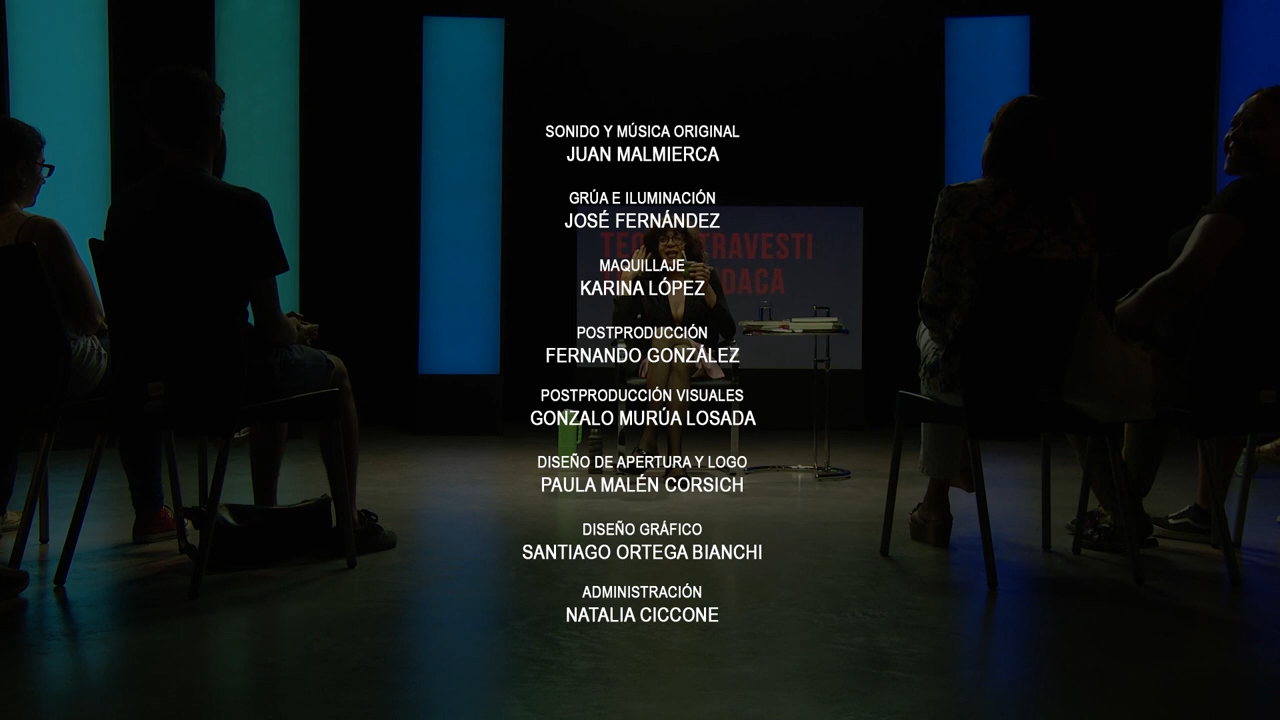 SONIDO Y MÚSICA ORIGINAL
JUAN MALMIERCA
GRÚA E ILUMINACIÓN
JOSÉ FERNÁNDEZ
TRAVESTI
MAQUILLAJE
KARINA LÓPEZ
POSTPRODUCCIÓN
FERNANDO GONZÁLEZ
POSTPRODUCCIÓN VISUALES
GONZALO MURÚA LOSADA
DISEÑO DE APERTURA Y LOGO
PAULA MALÉN CORSICH
DISEÑO GRÁFICO
SANTIAGO ORTEGA BIANCHI
ADMINISTRACIÓN
NATALIA CICCONE